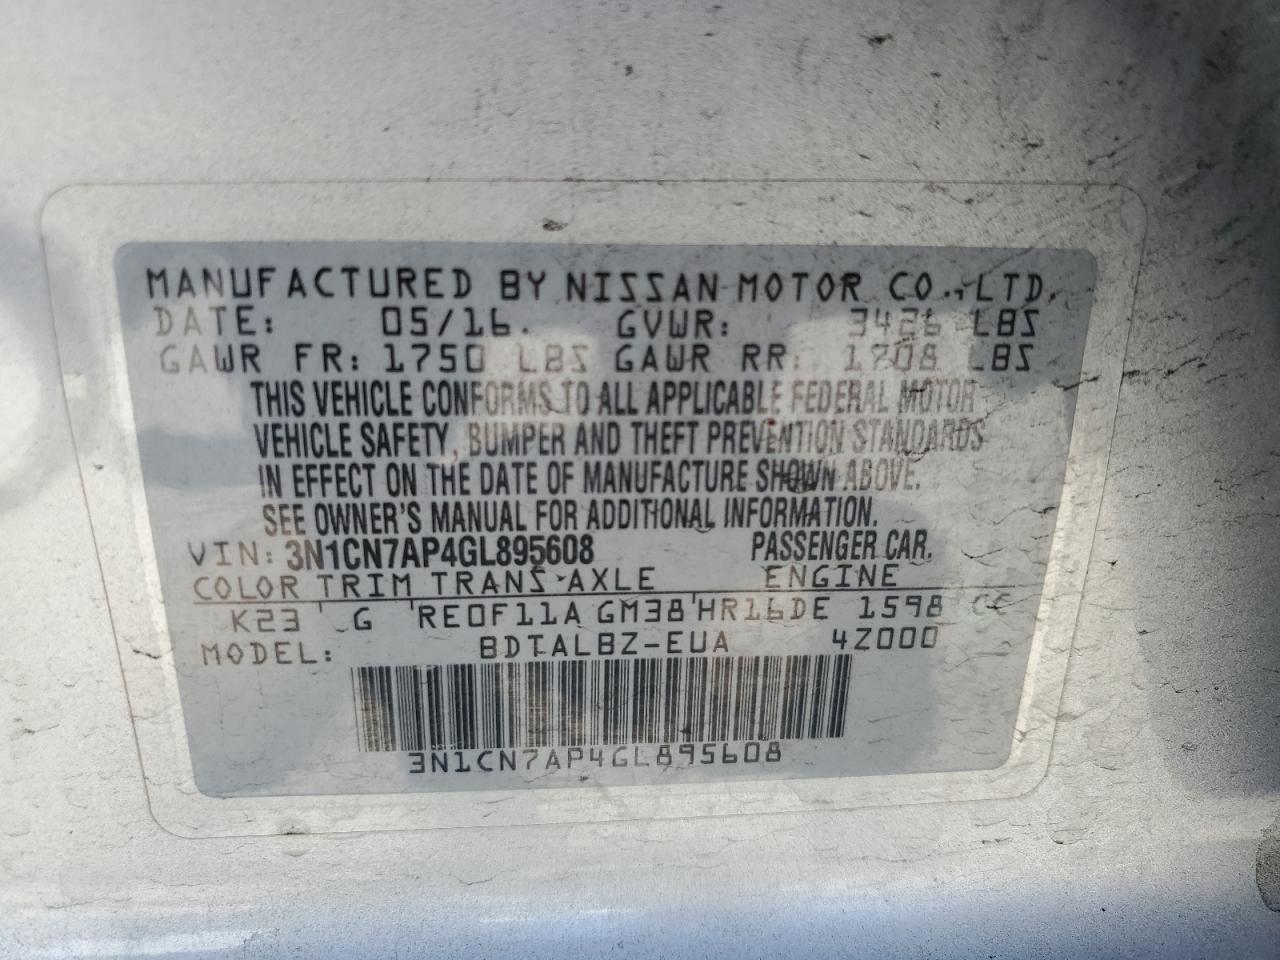 MANUFACTURED BY NISSAN MOTOR CO., LTD.
DATE: 05/16. GVWR: 3426 LBS
GAWR FR: 1750 LBS GAWR RR: 1708 LBS
THIS VEHICLE CONFORMS TO ALL APPLICABLE FEDERAL MOTOR
VEHICLE SAFETY, BUMPER AND THEFT PREVENTION STANDARDS
IN EFFECT ON THE DATE OF MANUFACTURE SHOWN ABOVE.
SEE OWNER'S MANUAL FOR ADDITIONAL INFORMATION.
VIN: 3N1CN7AP4GL895608 PASSENGER CAR.
COLOR TRIM TRANS AXLE ENGINE
K23 G RE0F11A GM38 HR16DE 1598 CC
MODEL: BDTALBZ-EUA 4Z000
3N1CN7AP4GL895608